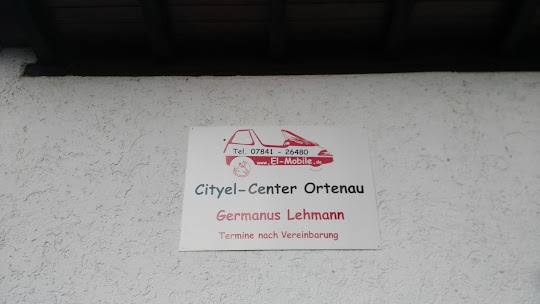 Tel. 07841 - 26480
www.El-Mobile.de
Cityel-Center Ortenau
Germanus Lehmann
Termine nach Vereinbarung